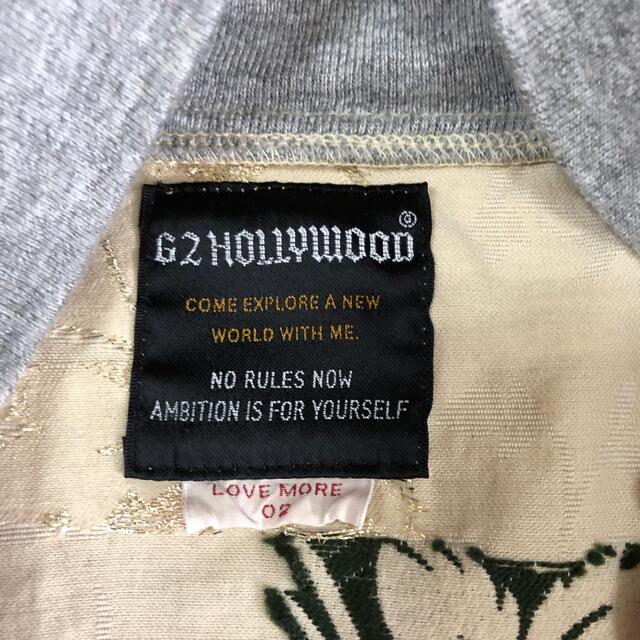 G2 HOLLYWOOD
G
COME EXPLORE A NEW
WORLD WITH ME.
NO RULES NOW
AMBITION IS FOR YOURSELF
LOVE MORE
02